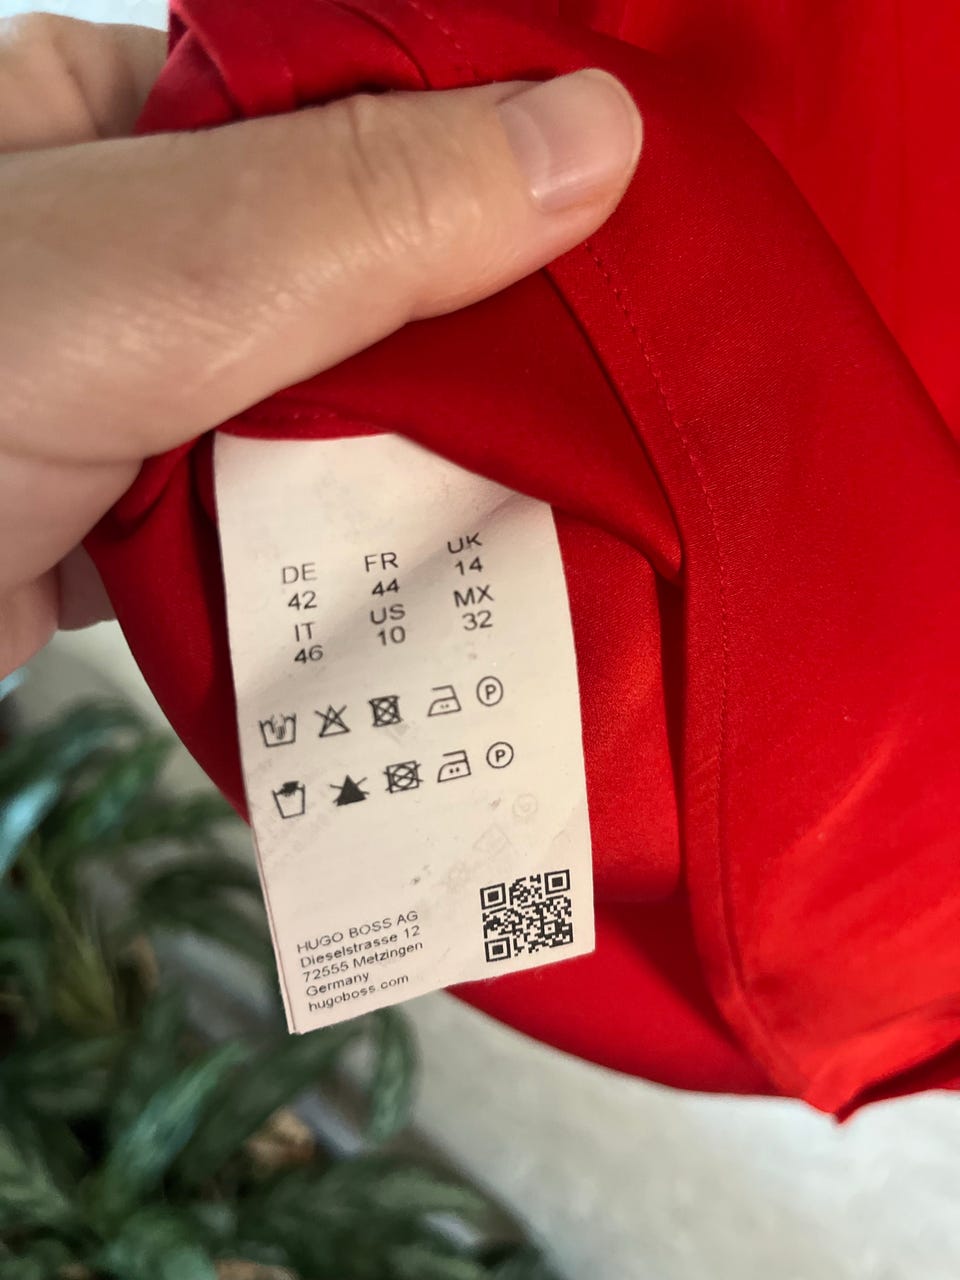 DE FR UK
42 44 14
IT US MX
46 10 32
P
P
HUGO BOSS AG
Dieselstrasse 12
72555 Metzingen
Germany
hugoboss.com